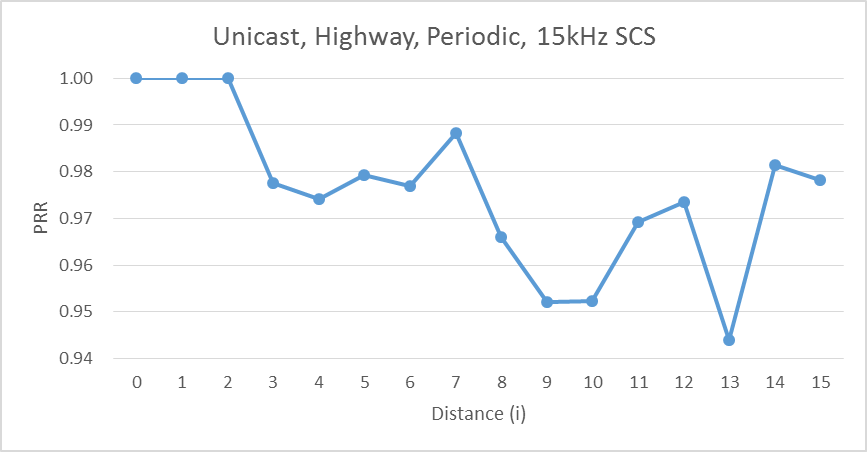 Unicast, Highway, Periodic, 15kHz SCS
1.00
0.99
0.98
0.97
0.96
0.95
0.94
PRR
0 1 2 3 4 5 6 7 8 9 10 11 12 13 14 15
Distance (i)